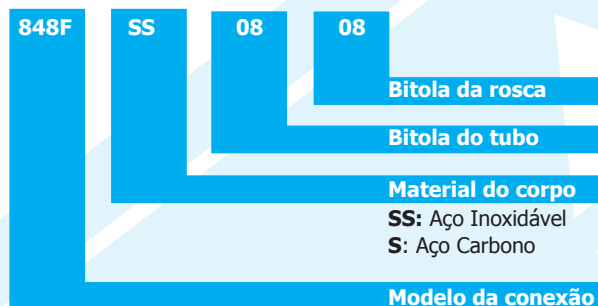 848F SS 08 08
Bitola da rosca
Bitola do tubo
Material do corpo
SS: Aço Inoxidável
S: Aço Carbono
Modelo da conexão